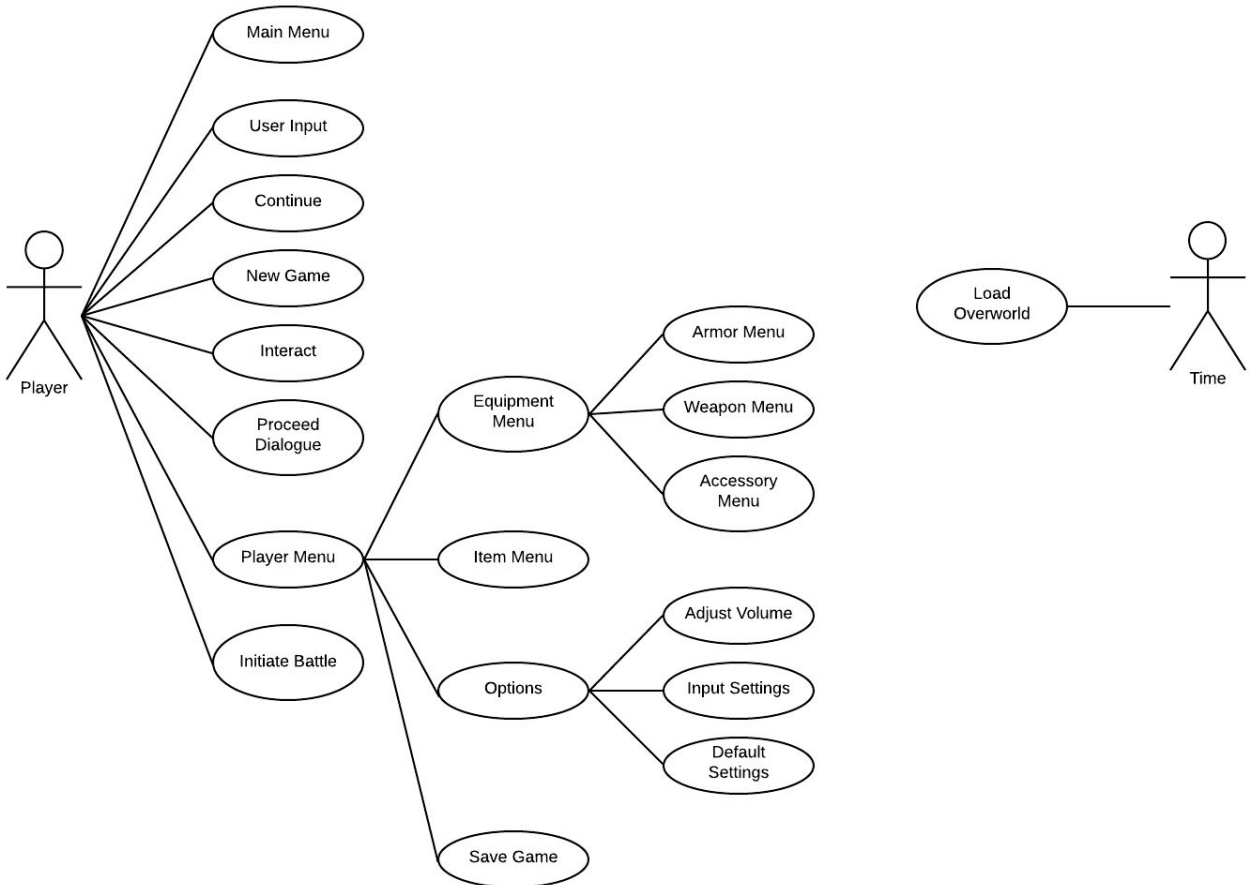 Main Menu
User Input
Continue
New Game
Interact
Proceed
Dialogue
Player Menu
Initiate Battle
Player
Equipment
Menu
Item Menu
Options
Save Game
Armor Menu
Weapon Menu
Accessory
Menu
Adjust Volume
Input Settings
Default
Settings
Load
Overworld
Time